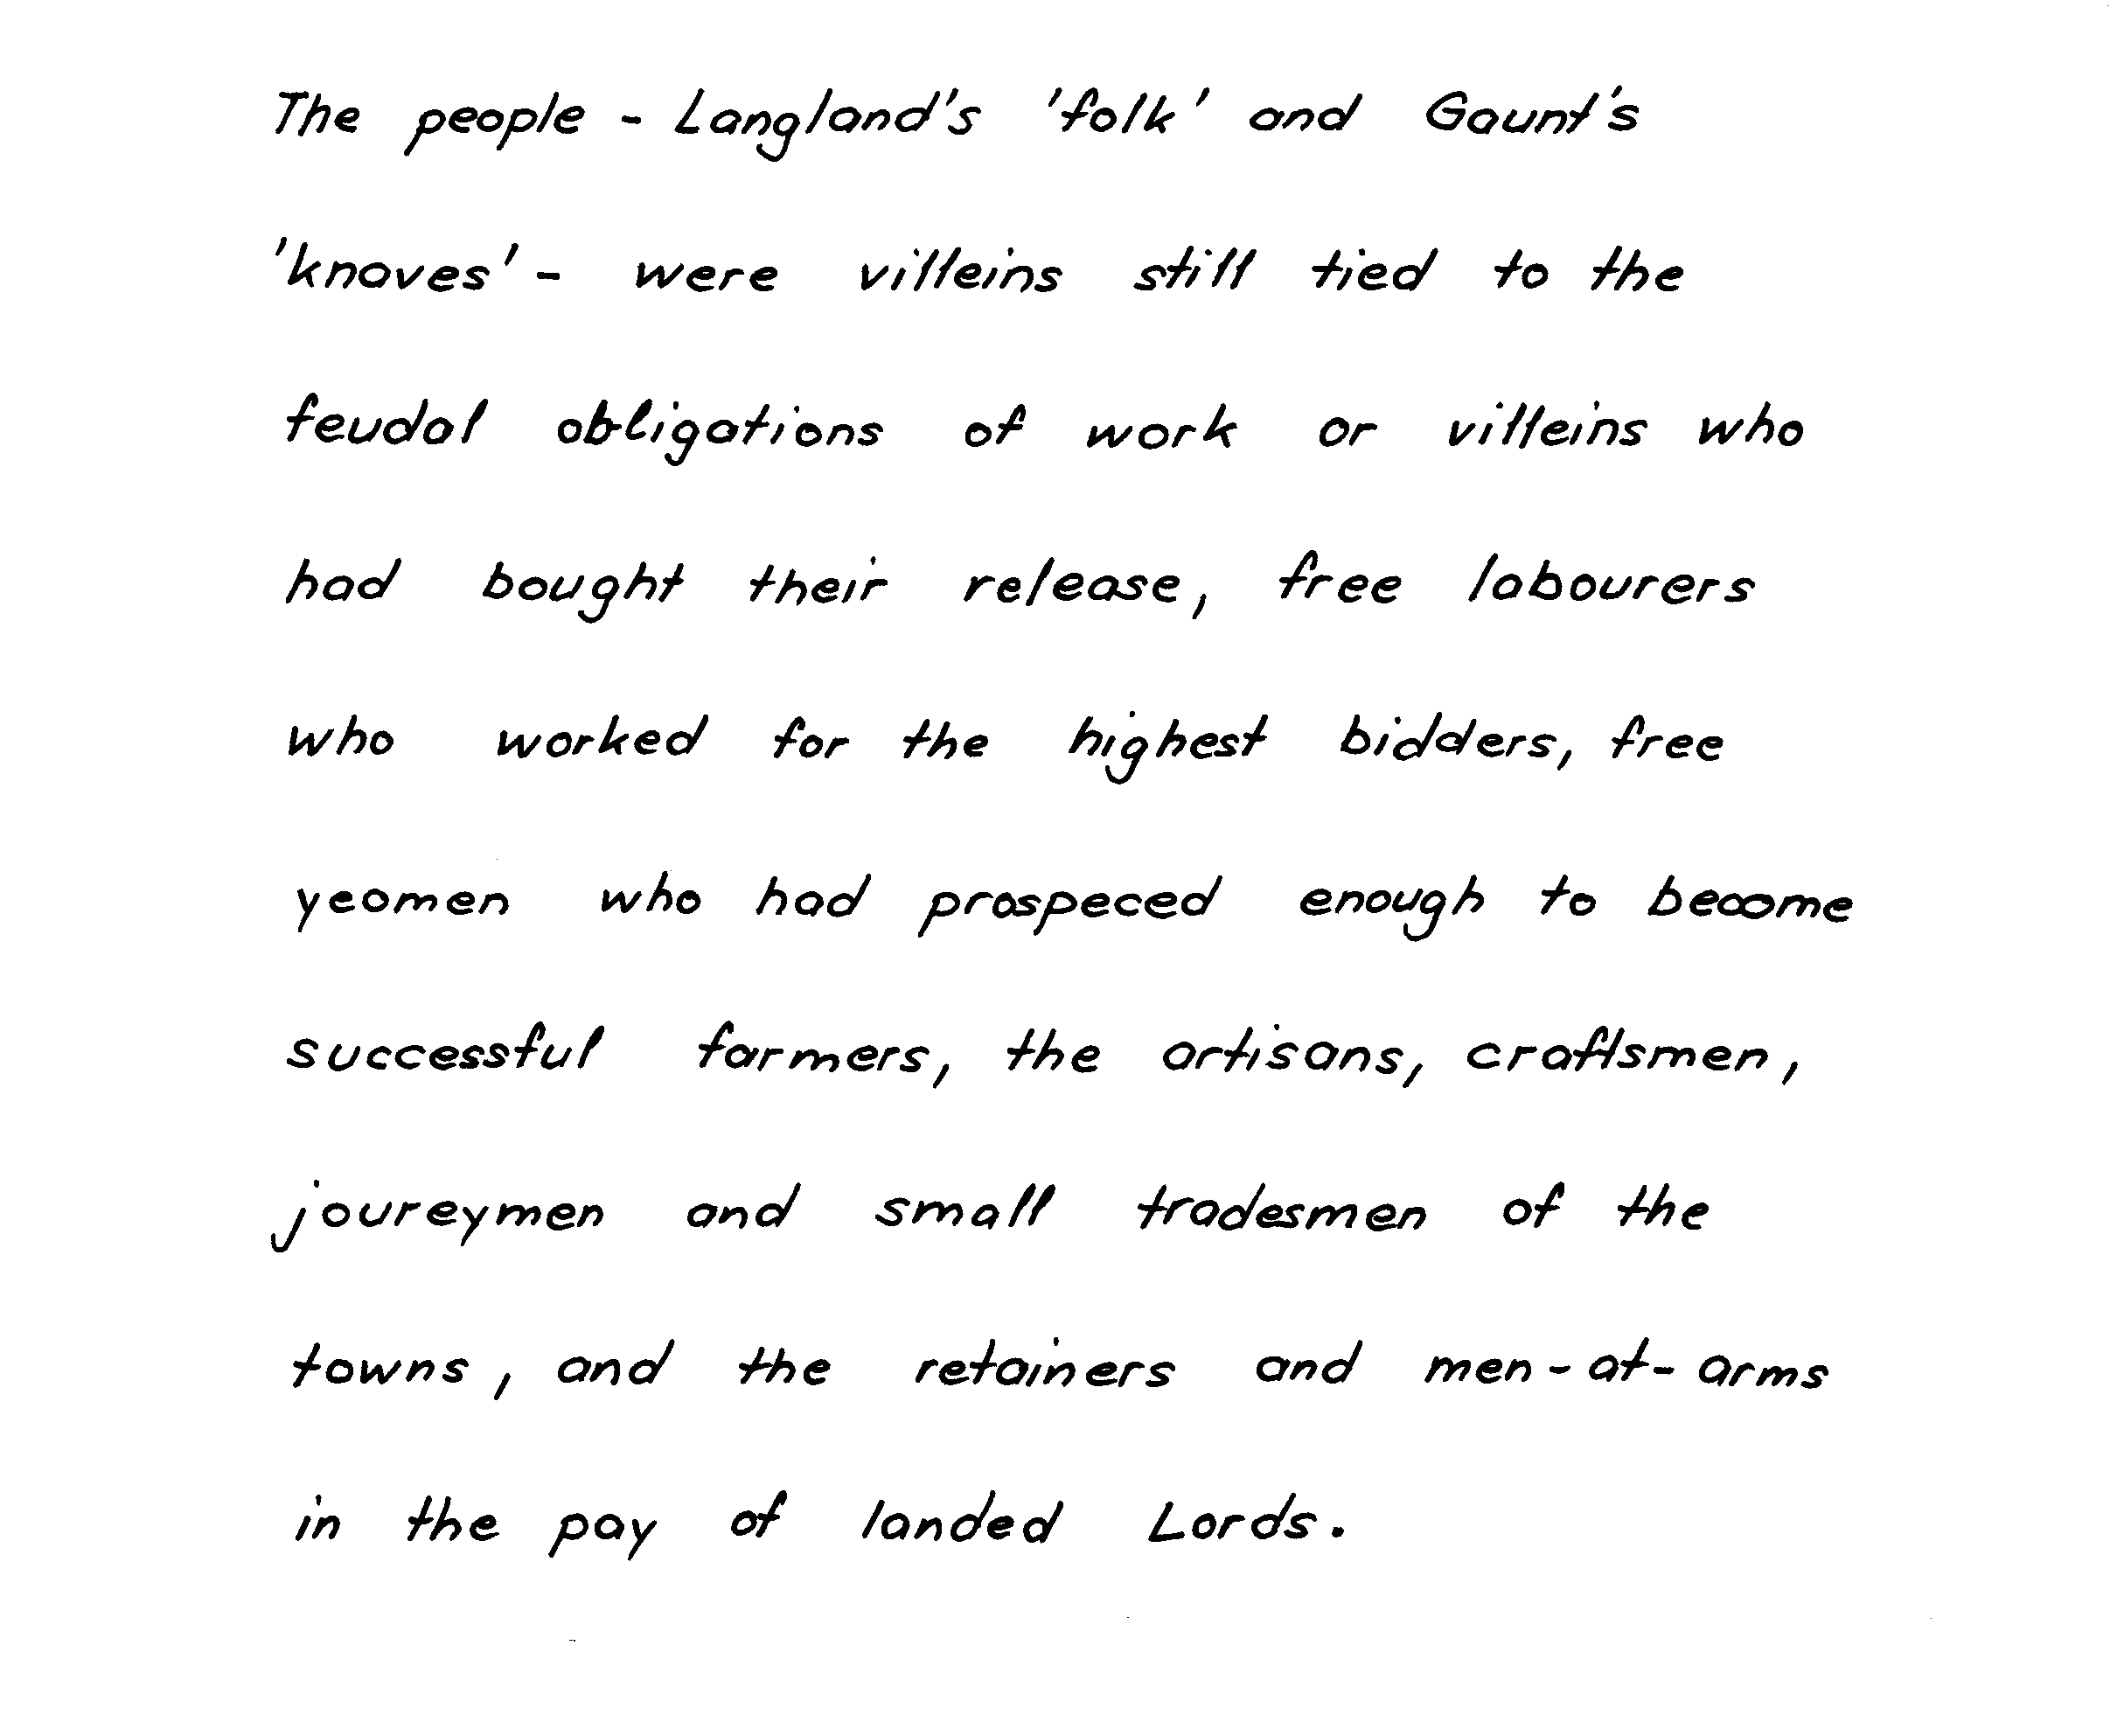 The people - Langland's 'folk' and Gaunt's
'knaves' - were villeins still tied to the
feudal obligations of work or villeins who
had bought their release, free labourers
who worked for the highest bidders, free
yeomen who had prospeced enough to become
successful farmers, the artisans, craftsmen,
joureymen and small tradesmen of the
towns, and the retainers and men-at-arms
in the pay of landed Lords.